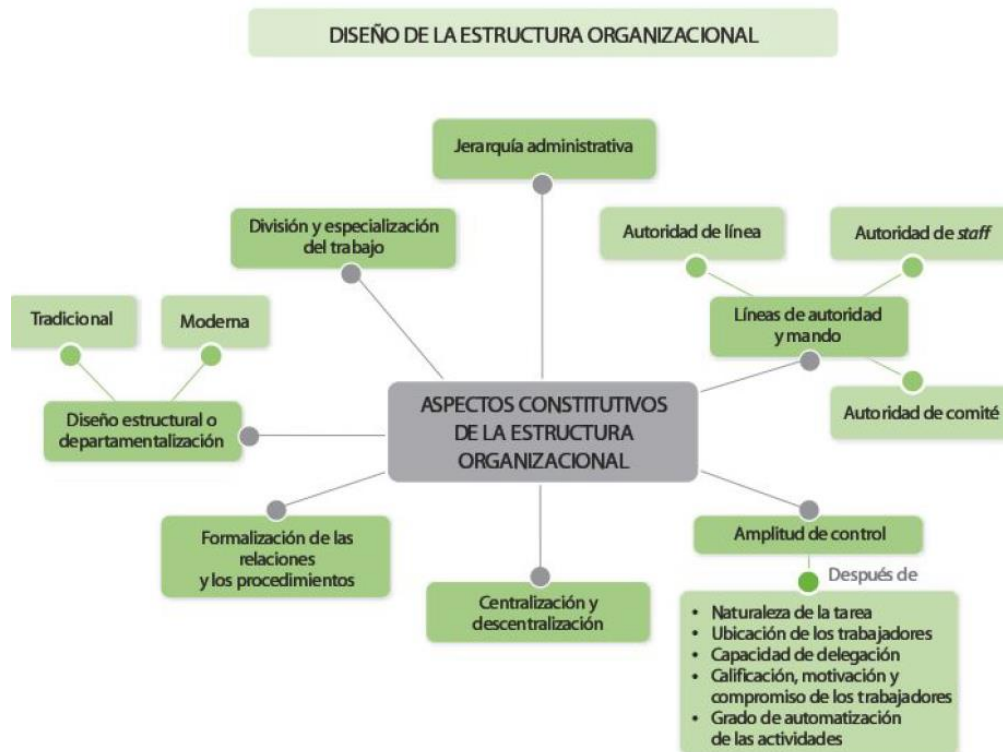 DISEÑO DE LA ESTRUCTURA ORGANIZACIONAL
Jerarquía administrativa
División y especialización
del trabajo
Autoridad de línea
Autoridad de staff
Tradicional
Moderna
Líneas de autoridad
y mando
Diseño estructural o
departamentalización
ASPECTOS CONSTITUTIVOS
DE LA ESTRUCTURA
ORGANIZACIONAL
Autoridad de comité
Formalización de las
relaciones
y los procedimientos
Centralización y
descentralización
Amplitud de control
Después de
• Naturaleza de la tarea
• Ubicación de los trabajadores
• Capacidad de delegación
• Calificación, motivación y
compromiso de los trabajadores
• Grado de automatización
de las actividades